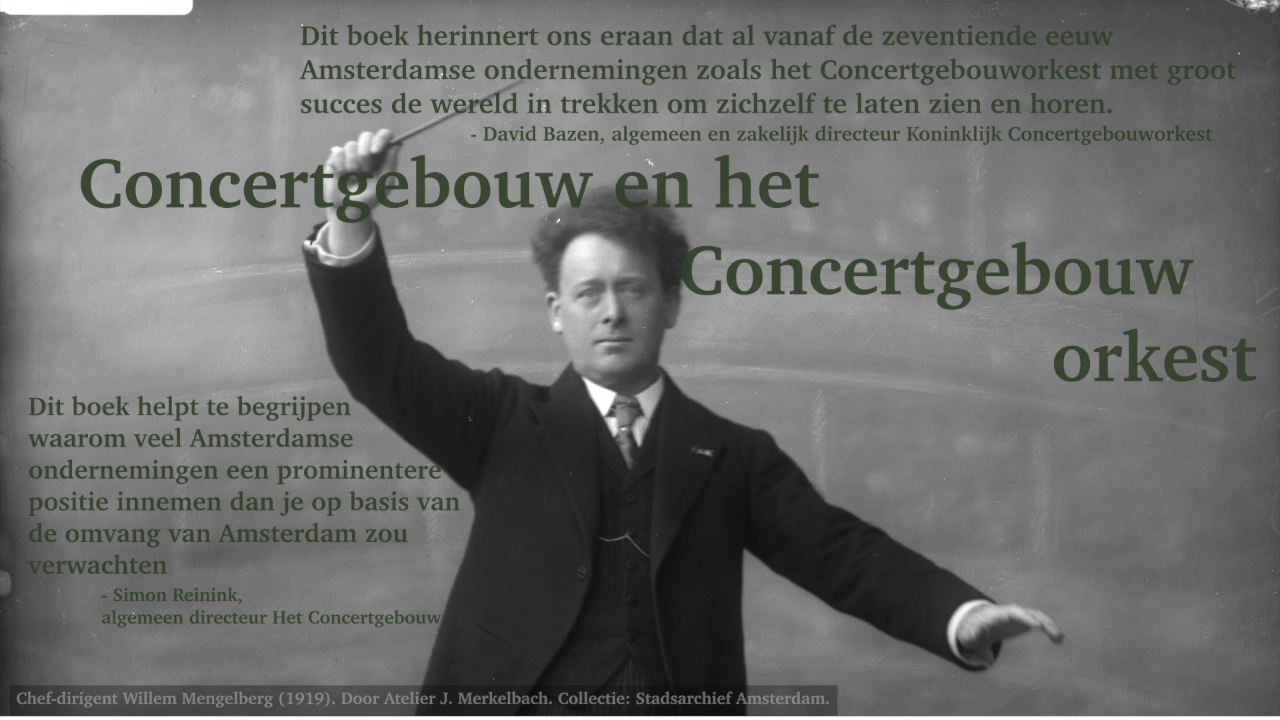 Dit boek herinnert ons eraan dat al vanaf de zeventiende eeuw
Amsterdamse ondernemingen zoals het Concertgebouworkest met groot
succes de wereld in trekken om zichzelf te laten zien en horen.
- David Bazen, algemeen en zakelijk directeur Koninklijk Concertgebouworkest
Concertgebouw en het
Concertgebouw
orkest
Dit boek helpt te begrijpen
waarom veel Amsterdamse
ondernemingen een prominentere
positie innemen dan je op basis van
de omvang van Amsterdam zou
verwachten
- Simon Reinink,
algemeen directeur Het Concertgebouw
Chef-dirigent Willem Mengelberg (1919). Door Atelier J. Merkelbach. Collectie: Stadsarchief Amsterdam.